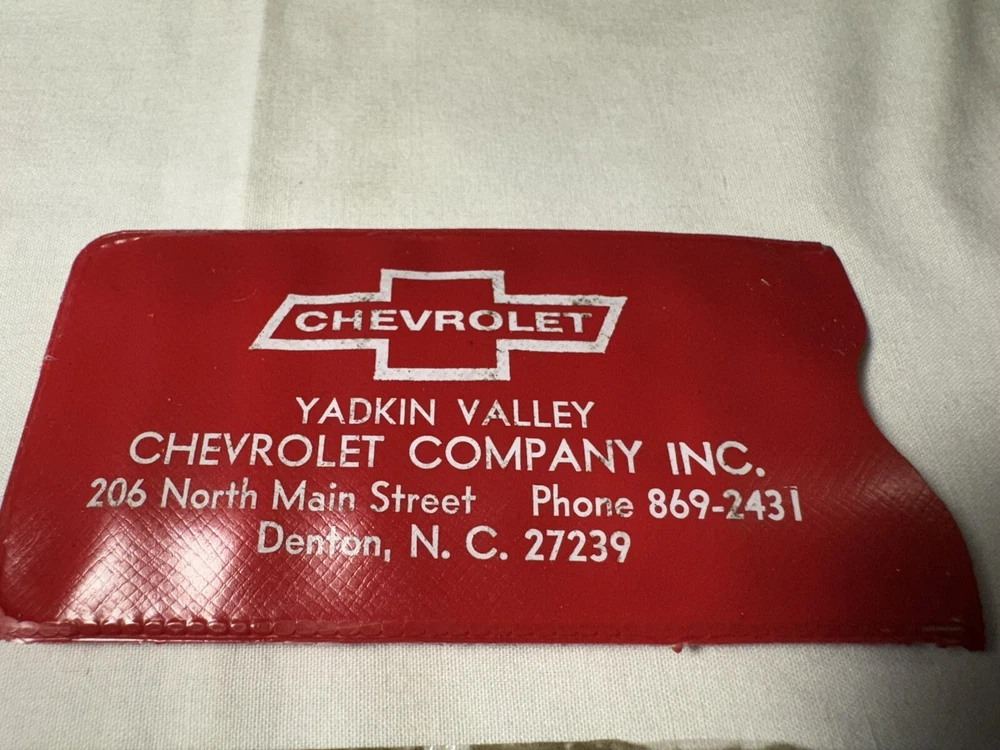 CHEVROLET
YADKIN VALLEY
CHEVROLET COMPANY INC.
206 North Main Street Phone 869-2431
Denton, N. C. 27239